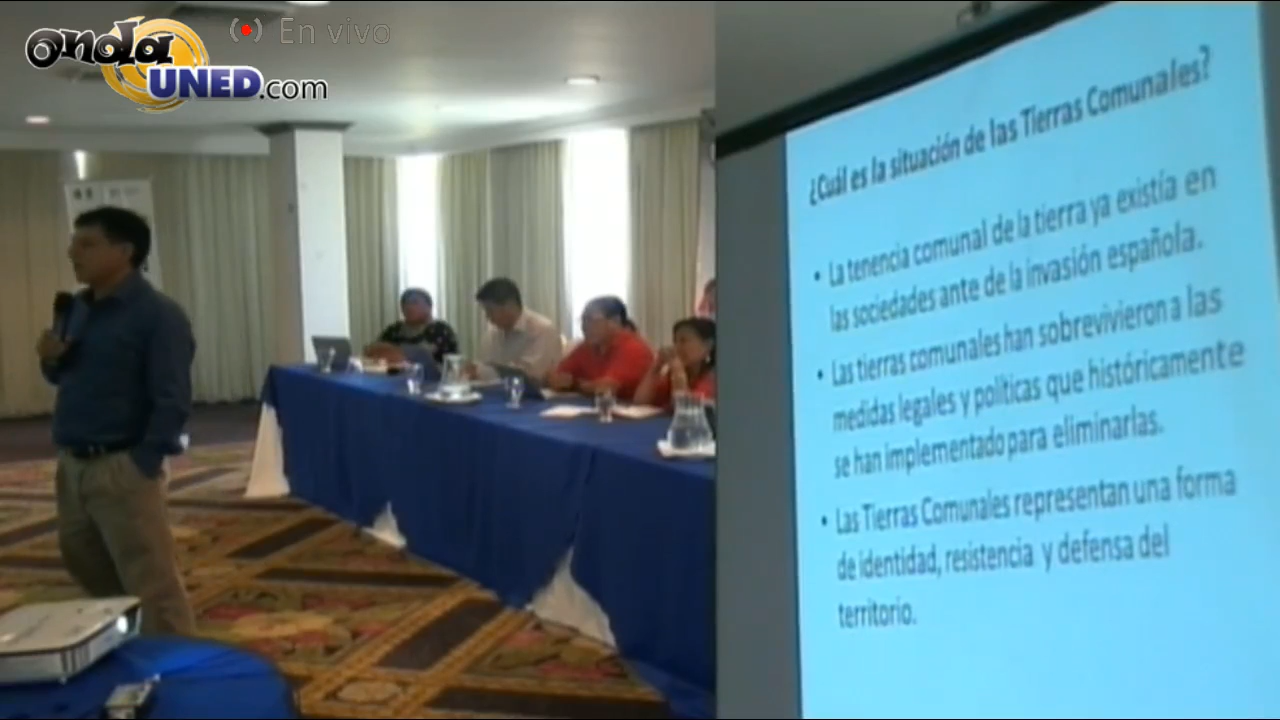 onda
UNED.com
En vivo
¿Cuál es la situación de las Tierras Comunales?
• La tenencia comunal de la tierra ya existía en
las sociedades ante de la invasión española.
• Las tierras comunales han sobrevivieron a las
medidas legales y políticas que históricamente
se han implementado para eliminarlas.
• Las Tierras Comunales representan una forma
de identidad, resistencia y defensa del
territorio.